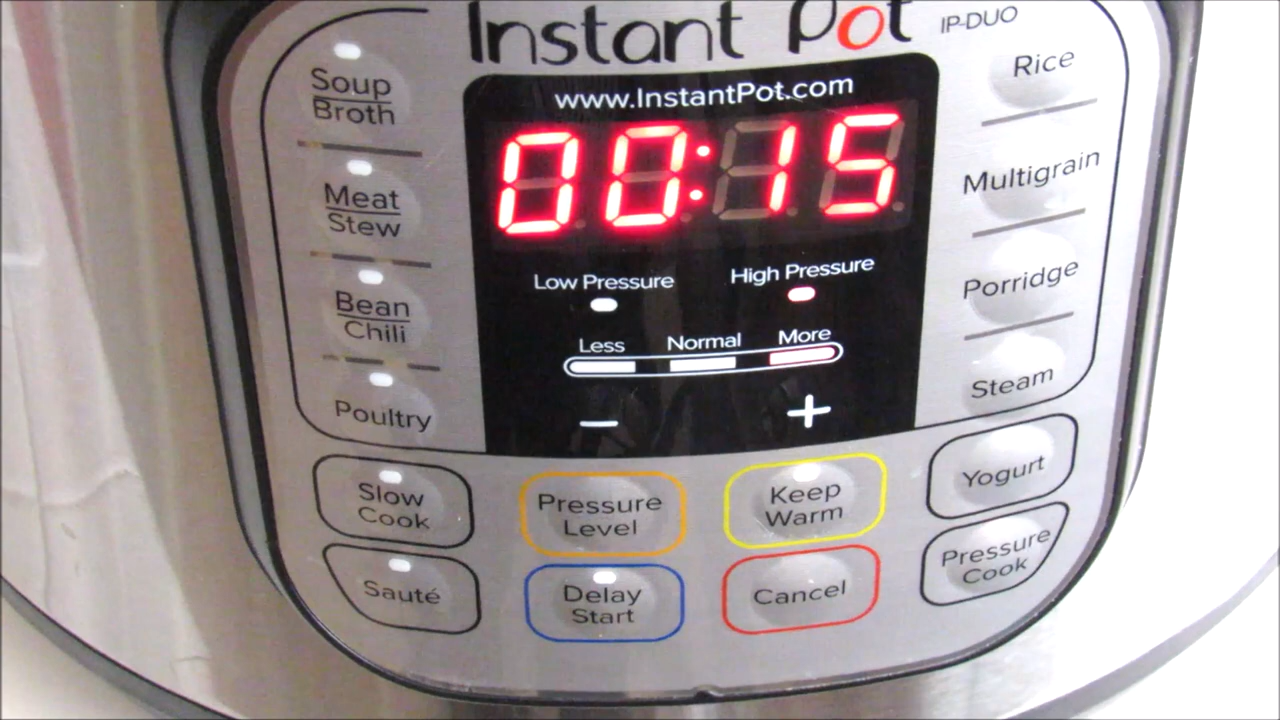 Instant Pot IP-DUO
www.InstantPot.com
00:15
Soup
Broth
Meat
Stew
Bean
Chili
Poultry
Low Pressure High Pressure
Less Normal More
− +
Rice
Multigrain
Porridge
Steam
Slow
Cook
Sauté
Pressure
Level
Delay
Start
Keep
Warm
Cancel
Yogurt
Pressure
Cook